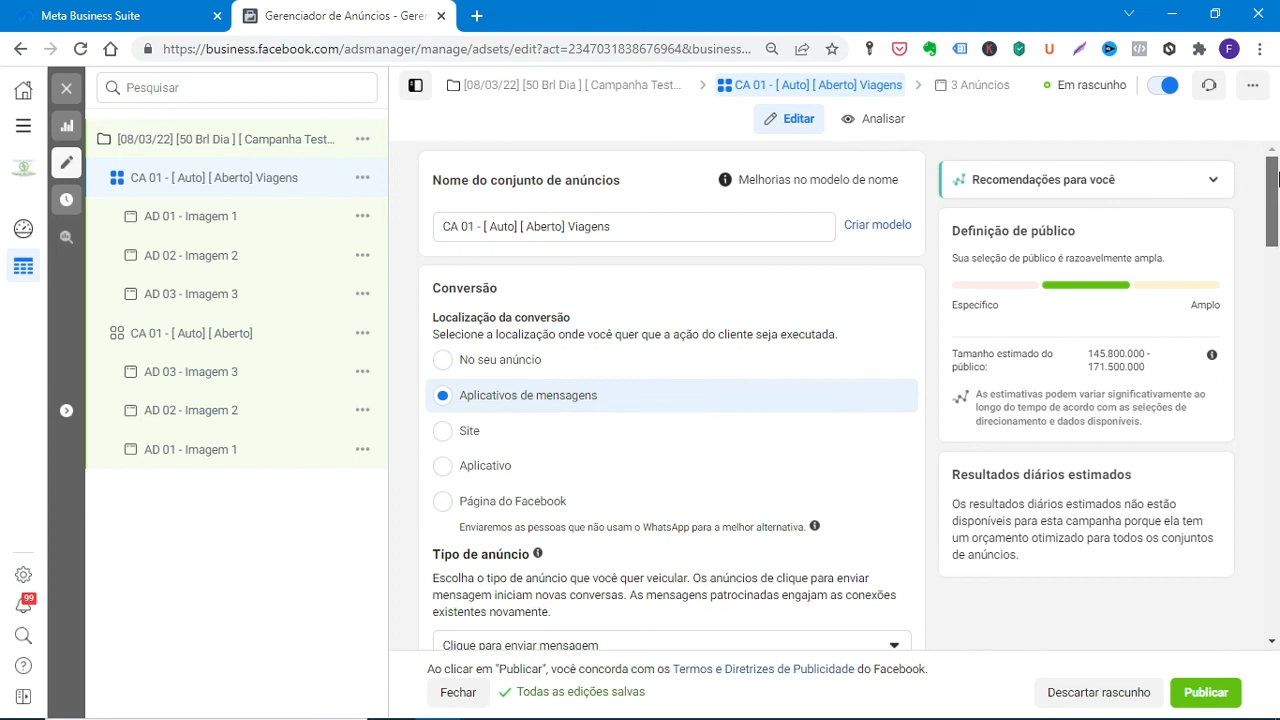 Meta Business Suite
Gerenciador de Anúncios - Geren
https://business.facebook.com/adsmanager/manage/adsets/edit?act=2347031838676964&business...
F
Pesquisar
[08/03/22] [50 Brl Dia ] [ Campanha Test...
CA 01 - [ Auto] [ Aberto] Viagens
3 Anúncios
Em rascunho
Editar
Analisar
[08/03/22] [50 Brl Dia ] [ Campanha Test...
CA 01 - [ Auto] [ Aberto] Viagens
AD 01 - Imagem 1
AD 02 - Imagem 2
AD 03 - Imagem 3
CA 01 - [ Auto] [ Aberto]
AD 03 - Imagem 3
AD 02 - Imagem 2
AD 01 - Imagem 1
99
Nome do conjunto de anúncios
Melhorias no modelo de nome
CA 01 - [ Auto] [ Aberto] Viagens
Criar modelo
Conversão
Localização da conversão
Selecione a localização onde você quer que a ação do cliente seja executada.
No seu anúncio
Aplicativos de mensagens
Site
Aplicativo
Página do Facebook
Enviaremos as pessoas que não usam o WhatsApp para a melhor alternativa.
Tipo de anúncio
Escolha o tipo de anúncio que você quer veicular. Os anúncios de clique para enviar
mensagem iniciam novas conversas. As mensagens patrocinadas engajam as conexões
existentes novamente.
Clique para enviar mensagem
Recomendações para você
Definição de público
Sua seleção de público é razoavelmente ampla.
Específico
Amplo
Tamanho estimado do
público:
145.800.000 -
171.500.000
As estimativas podem variar significativamente ao
longo do tempo de acordo com as seleções de
direcionamento e dados disponíveis.
Resultados diários estimados
Os resultados diários estimados não estão
disponíveis para esta campanha porque ela tem
um orçamento otimizado para todos os conjuntos
de anúncios.
Ao clicar em "Publicar", você concorda com os Termos e Diretrizes de Publicidade do Facebook.
Fechar
Todas as edições salvas
Descartar rascunho
Publicar